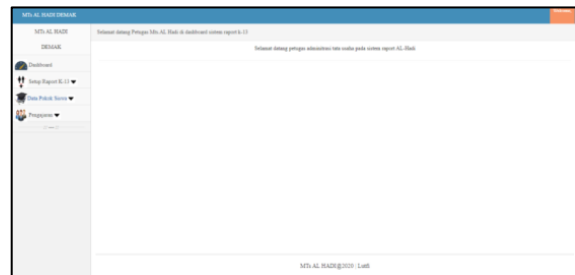 MTs AL HADI DEMAK
MTs AL HADI
DEMAK
Selamat datang Petugas Mts AL Hadi di dashboard sistem raport k-13
Selamat datang petugas administrasi tata usaha pada sistem raport AL-Hadi
Dashboard
Setup Raport K-13
Data Pokok Siswa
Pengajaran
MTs AL HADI@2020 : Lutfi